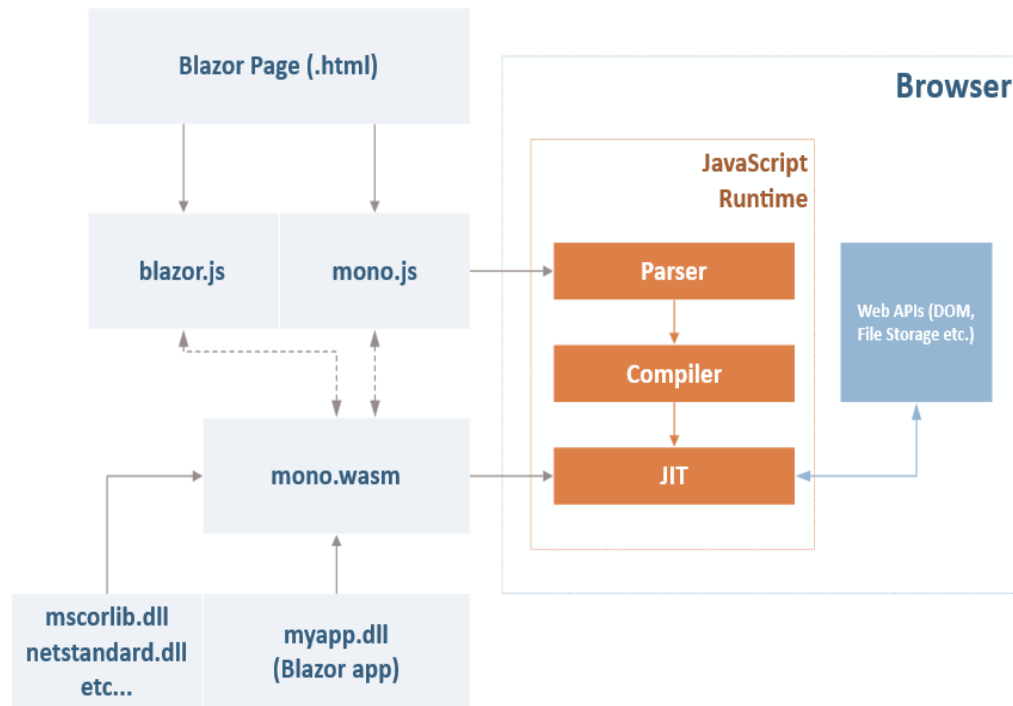 Blazor Page (.html)
Browser
JavaScript
Runtime
blazor.js
mono.js
Parser
Web APIs (DOM,
File Storage etc.)
Compiler
mono.wasm
JIT
mscorlib.dll
netstandard.dll
etc...
myapp.dll
(Blazor app)